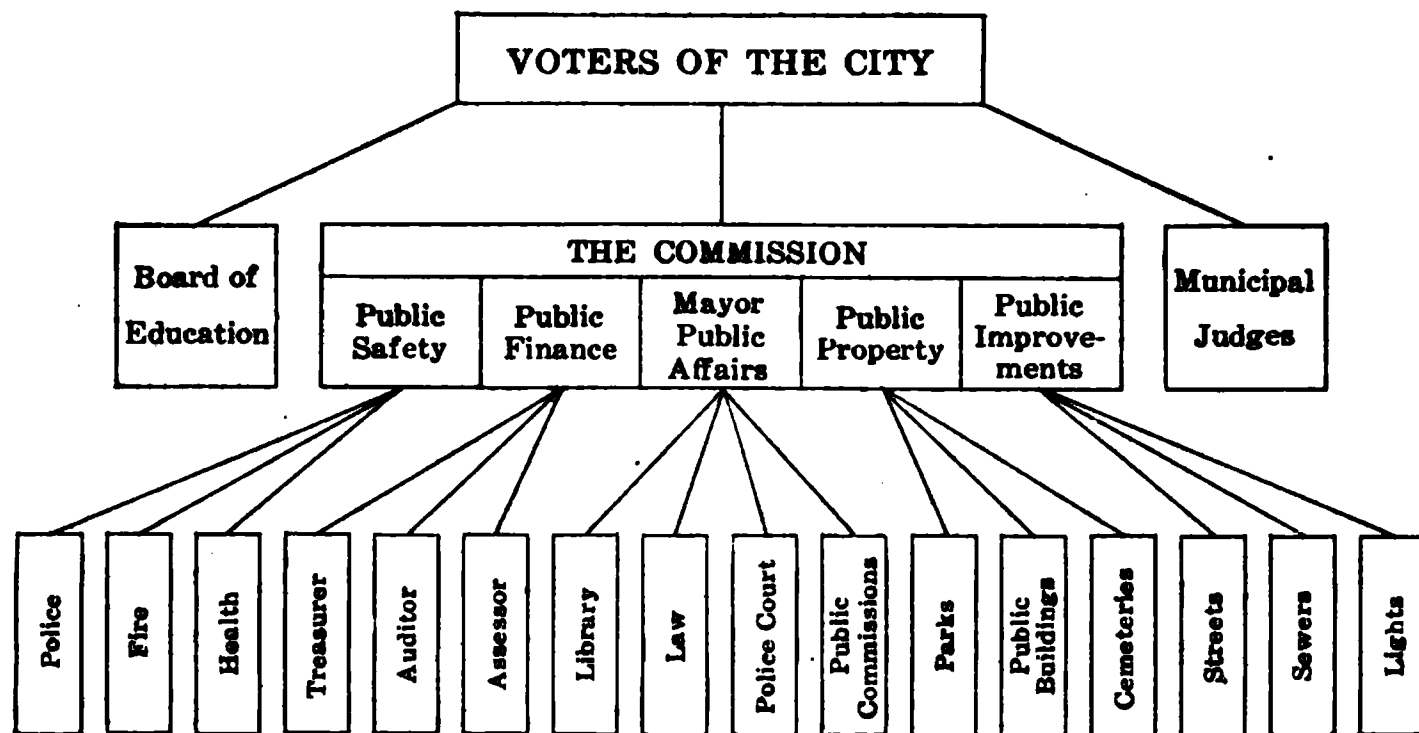 VOTERS OF THE CITY
Board of
Education
THE COMMISSION
Public
Safety
Public
Finance
Mayor
Public
Affairs
Public
Property
Public
Improve-
ments
Municipal
Judges
Police
Fire
Health
Treasurer
Auditor
Assessor
Library
Law
Police Court
Public
Commissions
Parks
Public
Buildings
Cemeteries
Streets
Sewers
Lights